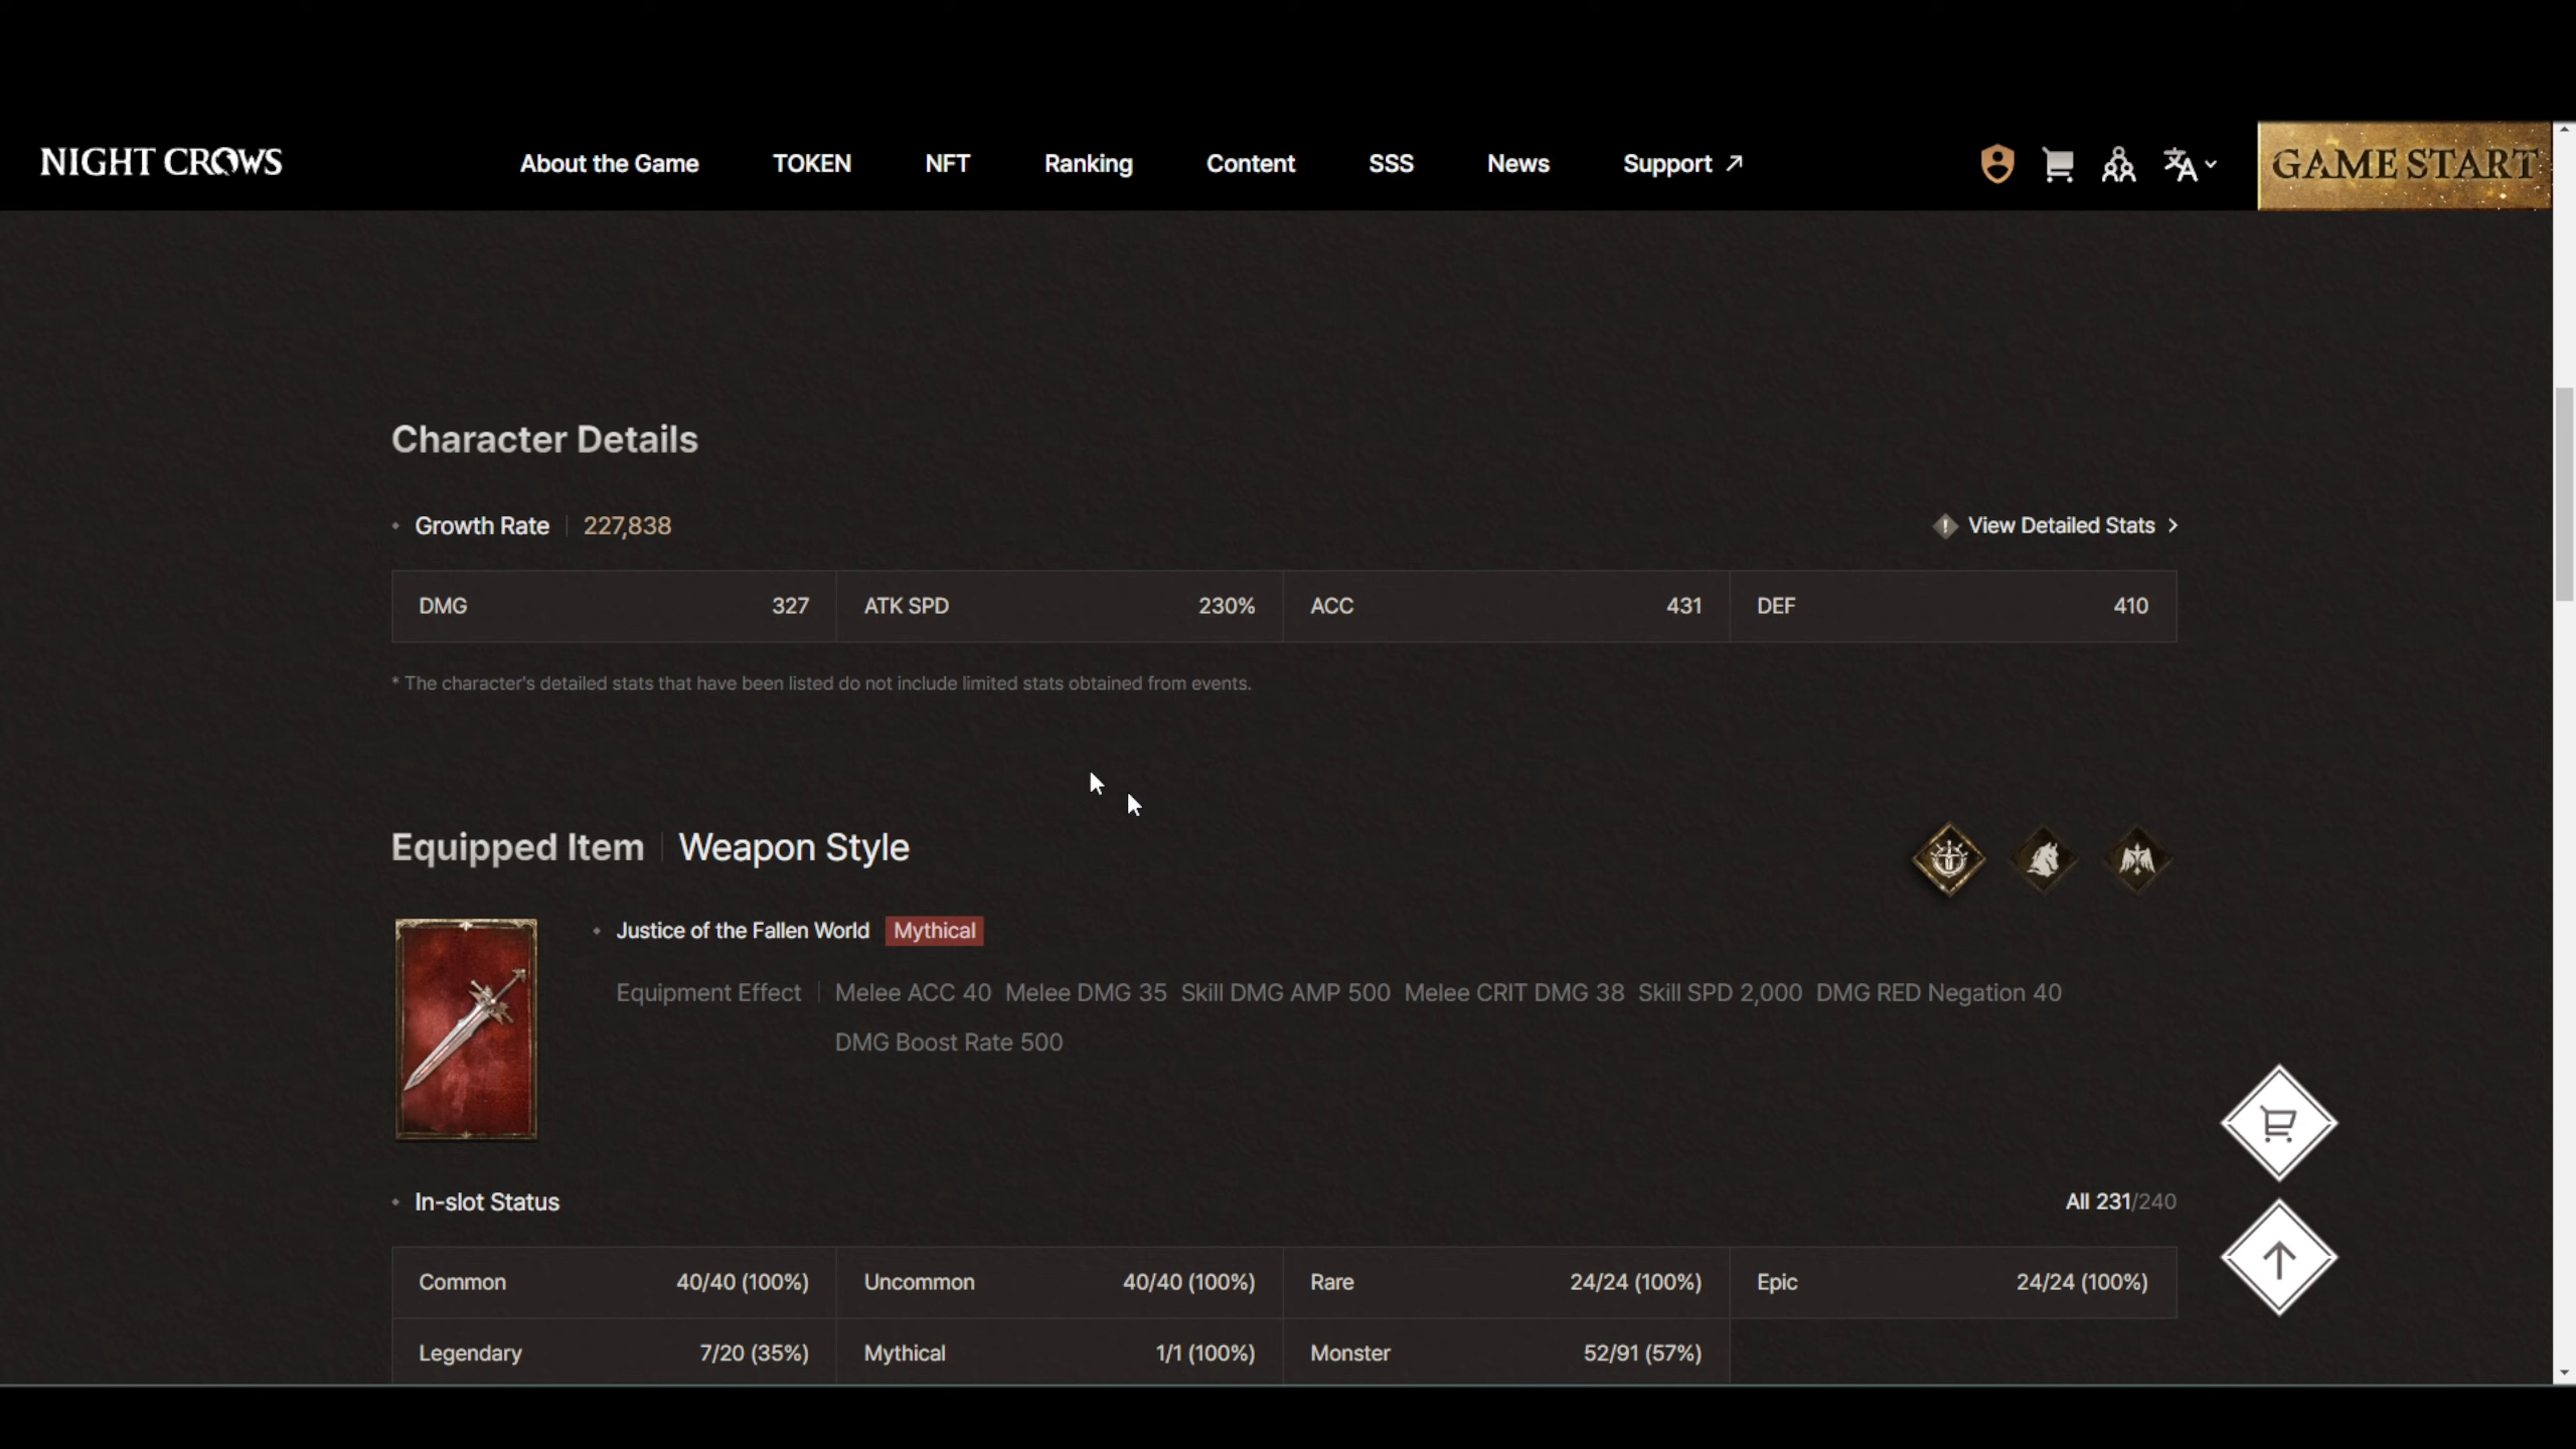 NIGHT CROWS About the Game TOKEN NFT Ranking Content SSS News Support GAME START
Character Details
Growth Rate 227,838 View Detailed Stats
DMG 327 ATK SPD 230% ACC 431 DEF 410
* The character's detailed stats that have been listed do not include limited stats obtained from events.
Equipped Item Weapon Style
Justice of the Fallen World Mythical
Equipment Effect Melee ACC 40 Melee DMG 35 Skill DMG AMP 500 Melee CRIT DMG 38 Skill SPD 2,000 DMG RED Negation 40
DMG Boost Rate 500
In-slot Status All 231/240
Common 40/40 (100%) Uncommon 40/40 (100%) Rare 24/24 (100%) Epic 24/24 (100%)
Legendary 7/20 (35%) Mythical 1/1 (100%) Monster 52/91 (57%)